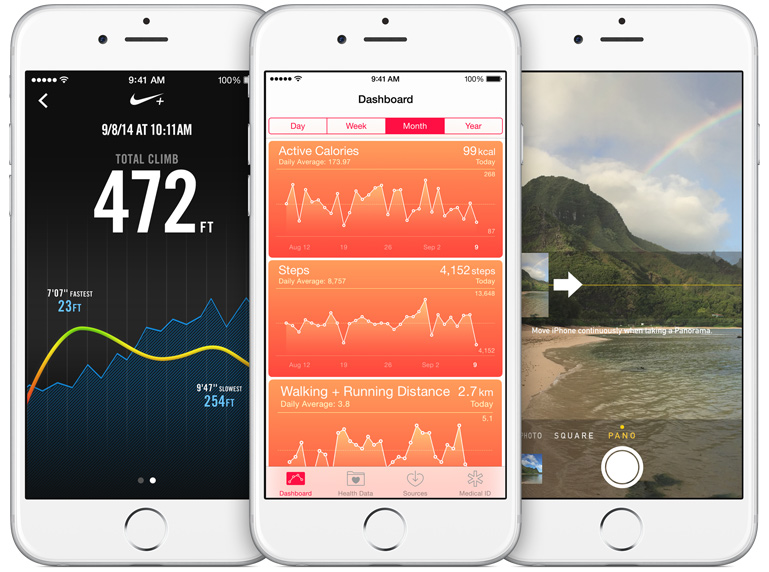 9:41 AM
100%
9/8/14 AT 10:11AM
TOTAL CLIMB
472 FT
7'07" FASTEST
23FT
9'47" SLOWEST
254FT
9:41 AM
100%
Dashboard
Day Week Month Year
Active Calories 99 kcal
Daily Average: 173.97 Today
268
87
Aug 12 19 26 Sep 2 9
Steps 4,152 steps
Daily Average: 8,757 Today
13,648
4,152
Aug 12 19 26 Sep 2 9
Walking + Running Distance 2.7 km
Daily Average: 3.8 Today
5.1
Dashboard Health Data Sources Medical ID
Move iPhone continuously when taking a Panorama.
PHOTO SQUARE PANO